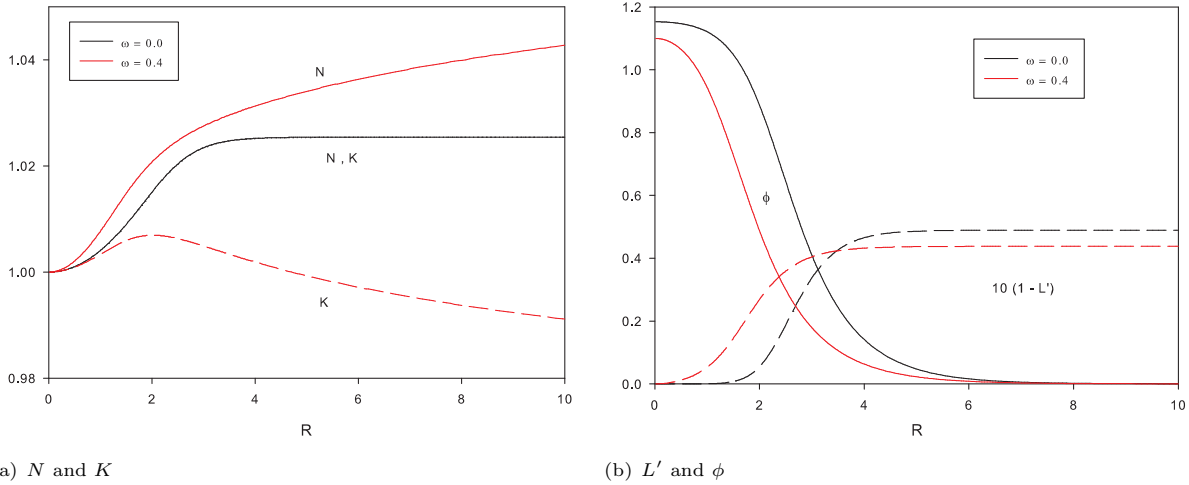 1.04
1.02
1.00
0.98
ω = 0.0
ω = 0.4
N
N , K
K
0 2 4 6 8 10
R
1.2
1.0
0.8
0.6
0.4
0.2
0.0
ω = 0.0
ω = 0.4
ϕ
10 (1 - L')
0 2 4 6 8 10
R
a) N and K
(b) L′ and ϕ